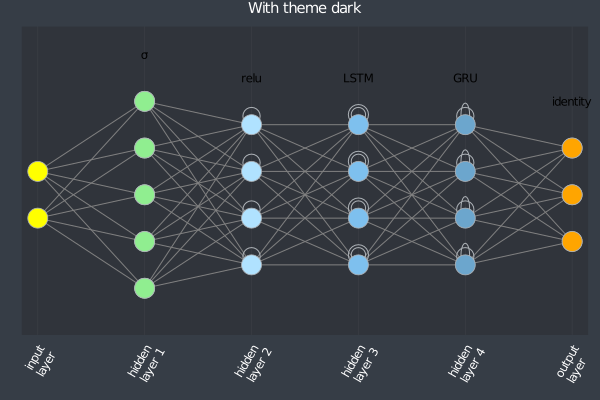 With theme dark
σ
relu
LSTM
GRU
identity
input
layer
hidden
layer 1
hidden
layer 2
hidden
layer 3
hidden
layer 4
output
layer